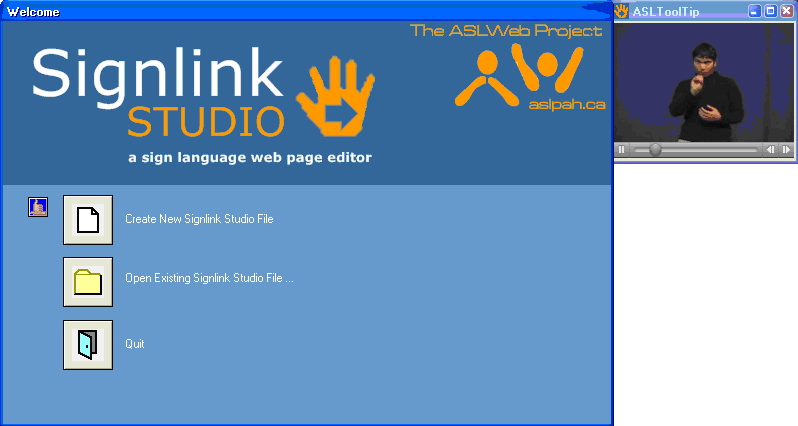 Welcome
ASLToolTip
The ASLWeb Project
Signlink
STUDIO
aslpah.ca
a sign language web page editor
Create New Signlink Studio File
Open Existing Signlink Studio File ...
Quit